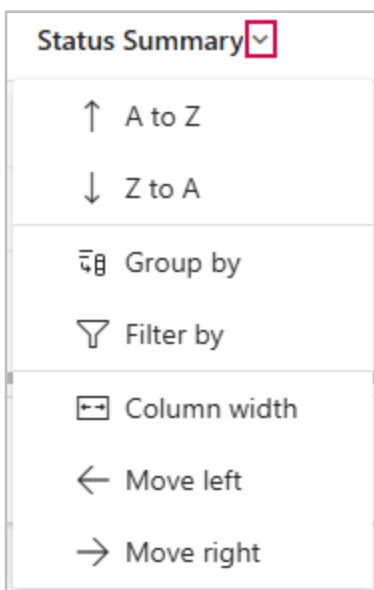 Status Summary
A to Z
Z to A
Group by
Filter by
Column width
Move left
Move right